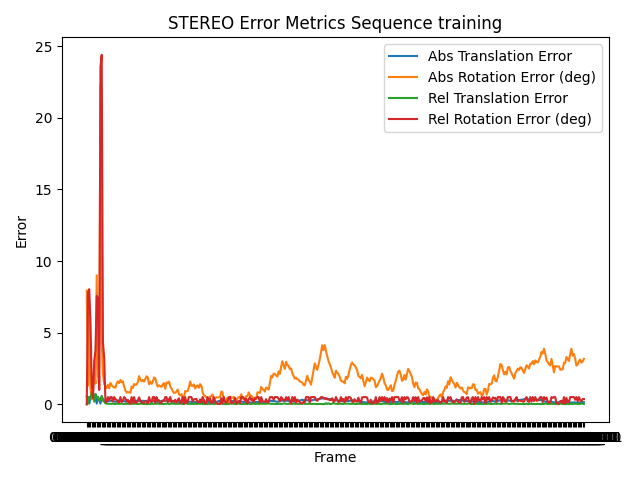 STEREO Error Metrics Sequence training
Abs Translation Error
Abs Rotation Error (deg)
Rel Translation Error
Rel Rotation Error (deg)
Error
25
20
15
10
5
0
Frame